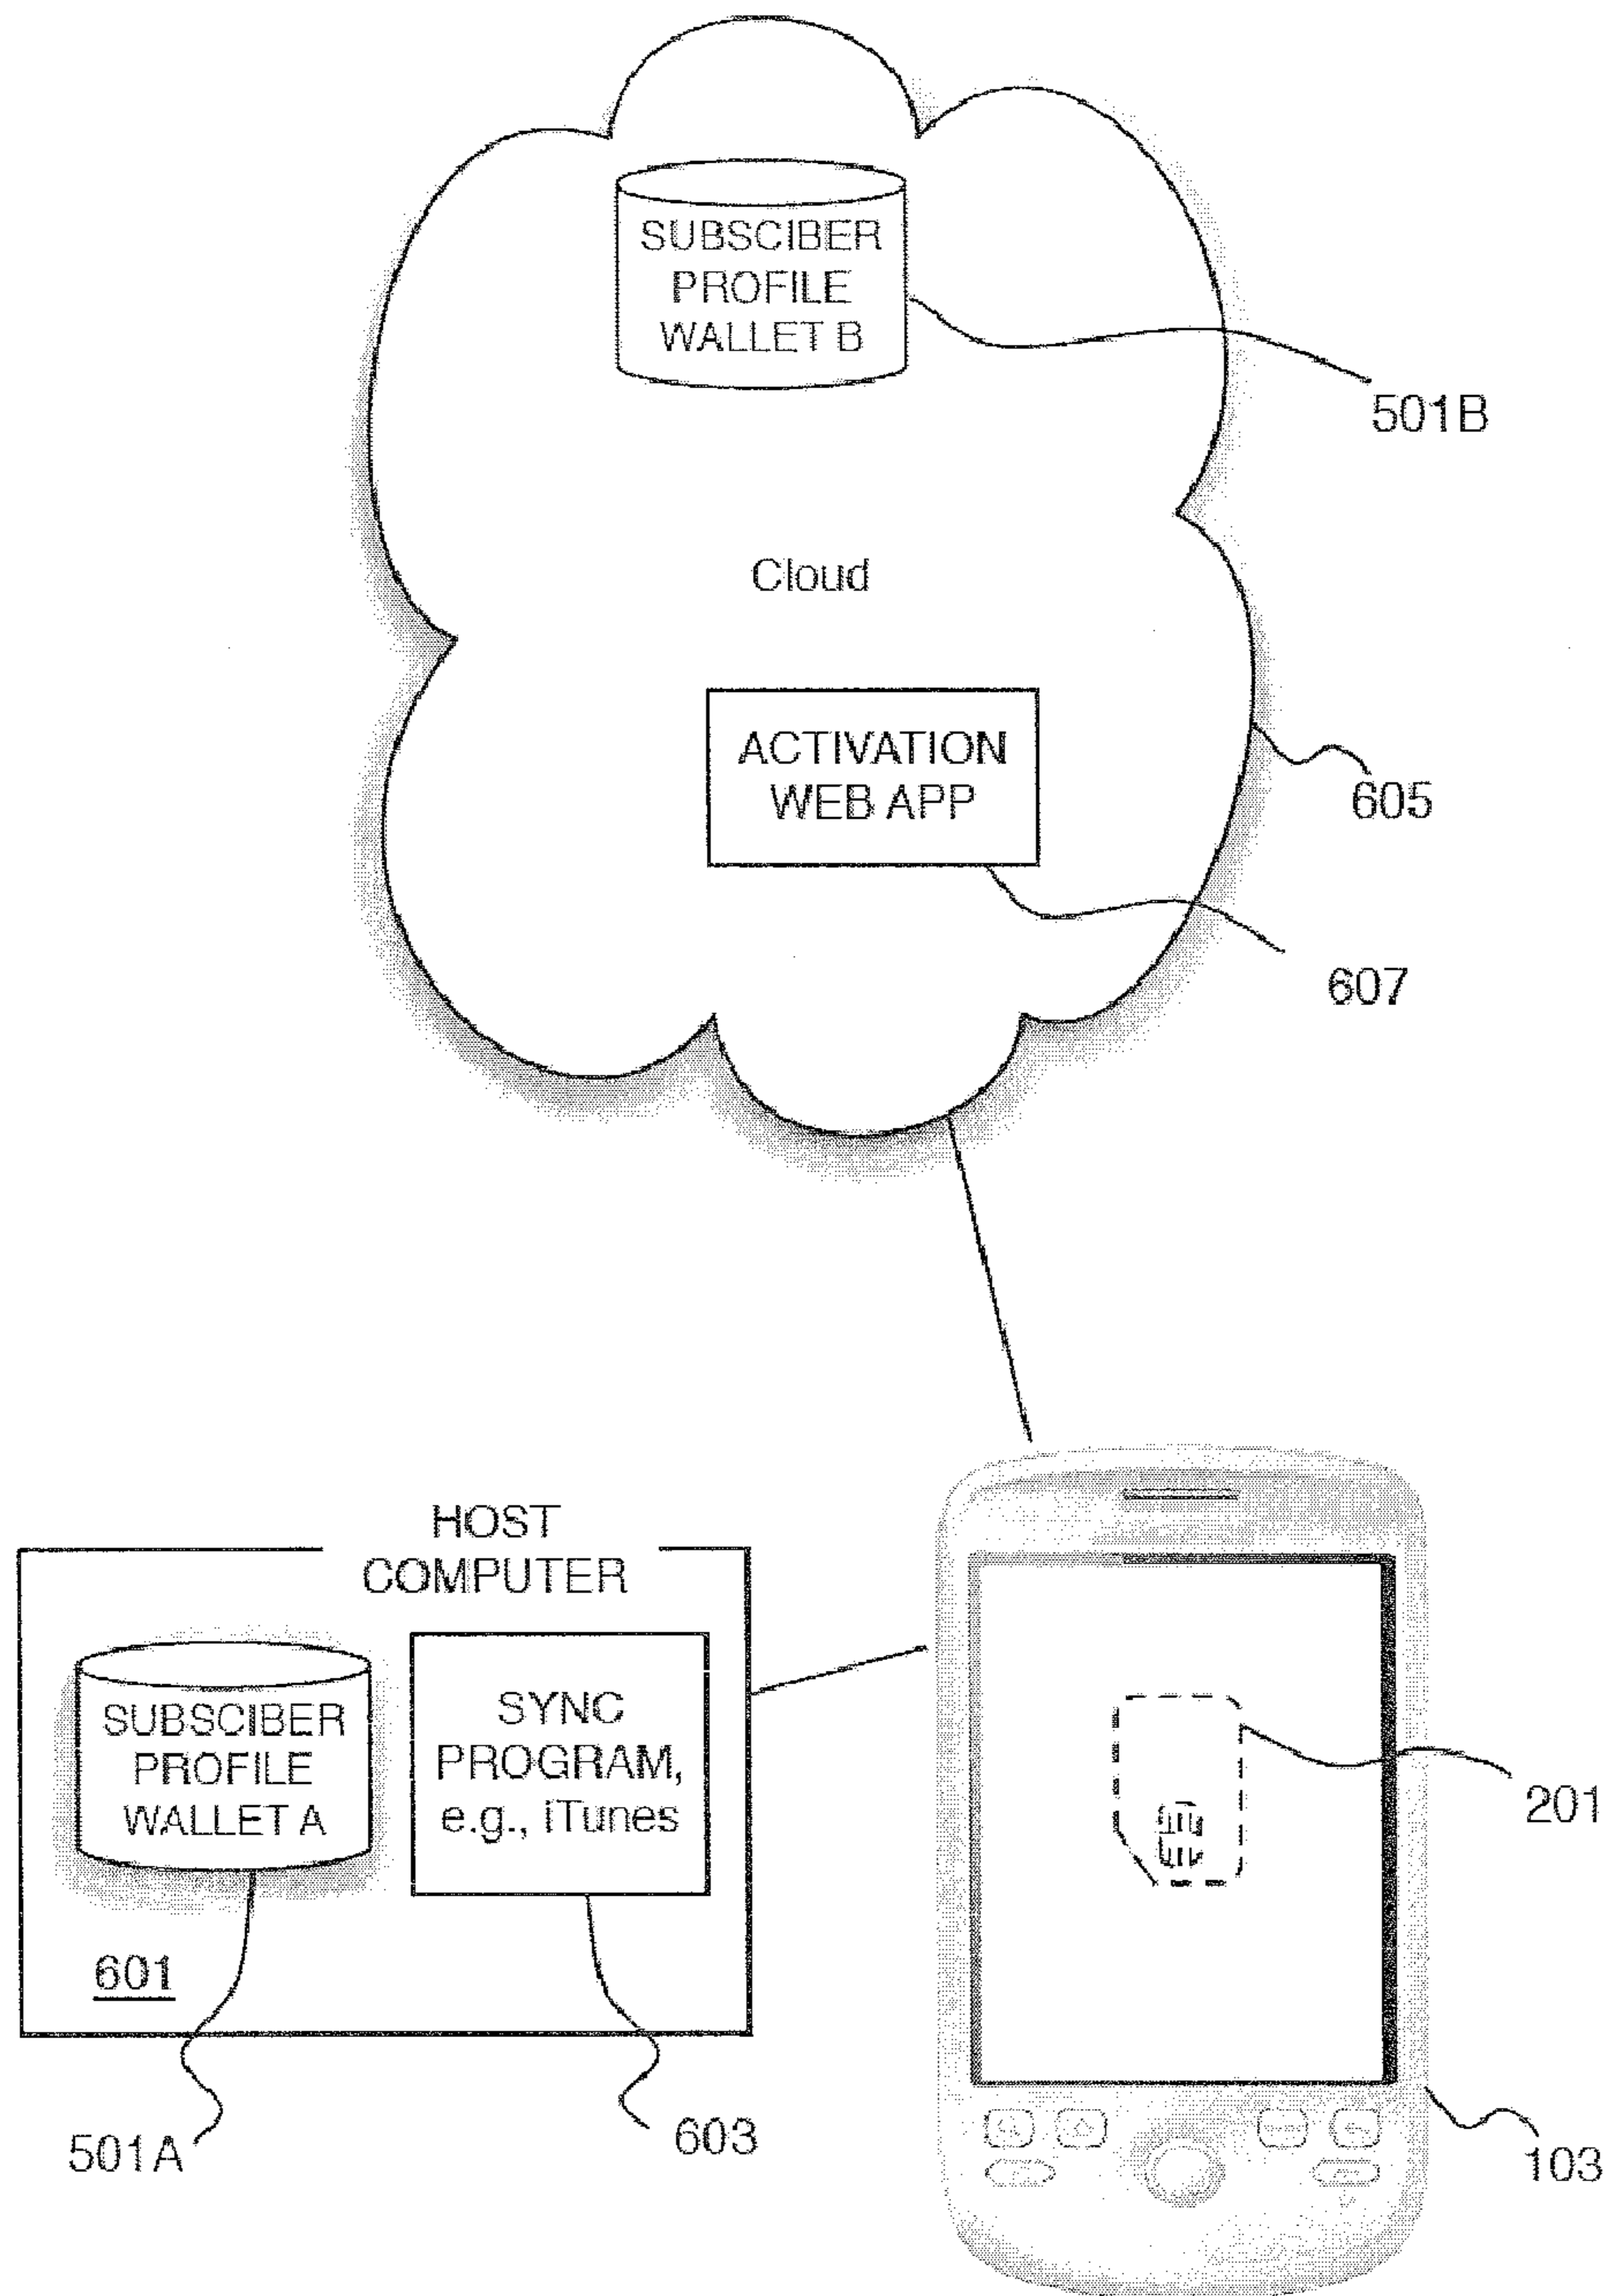 SUBSCIBER
PROFILE
WALLET B
501B
Cloud
ACTIVATION
WEB APP
605
607
HOST
COMPUTER
SUBSCIBER
PROFILE
WALLET A
SYNC
PROGRAM,
e.g., iTunes
601
501A
603
201
103